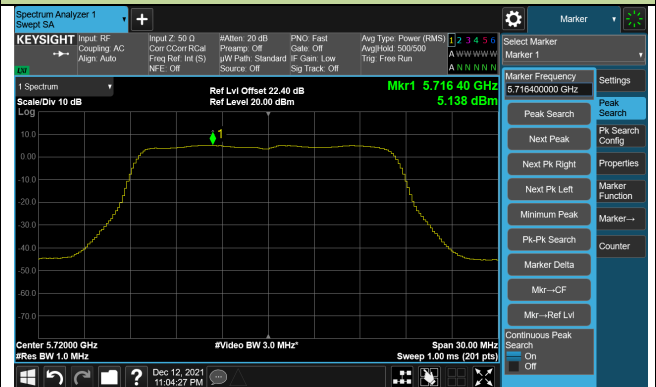 Spectrum Analyzer 1
Swept SA
+
Marker
KEYSIGHT
Input: RF
Coupling: AC
Align: Auto
Input Z: 50 Ω
Corr CCorr RCal
Freq Ref: Int (S)
NFE: Off
#Atten: 20 dB
Preamp: Off
µW Path: Standard
Source: Off
PNO: Fast
Gate: Off
IF Gain: Low
Sig Track: Off
Avg Type: Power (RMS)
Avg|Hold: 500/500
Trig: Free Run
1 2 3 4 5 6
A W W W W W
A N N N N N
LXI
Select Marker
Marker 1
1 Spectrum
Scale/Div 10 dB
Ref Lvl Offset 22.40 dB
Ref Level 20.00 dBm
Mkr1 5.716 40 GHz
5.138 dBm
Log
10.0
0.00
-10.0
-20.0
-30.0
-40.0
-50.0
-60.0
-70.0
1
Center 5.72000 GHz
#Res BW 1.0 MHz
#Video BW 3.0 MHz*
Span 30.00 MHz
Sweep 1.00 ms (201 pts)
Marker Frequency
5.716400000 GHz
Peak Search
Next Peak
Next Pk Right
Next Pk Left
Minimum Peak
Pk-Pk Search
Marker Delta
Mkr→CF
Mkr→Ref Lvl
Continuous Peak
Search
On
Off
Settings
Peak
Search
Pk Search
Config
Properties
Marker
Function
Marker→
Counter
?
Dec 12, 2021
11:04:27 PM